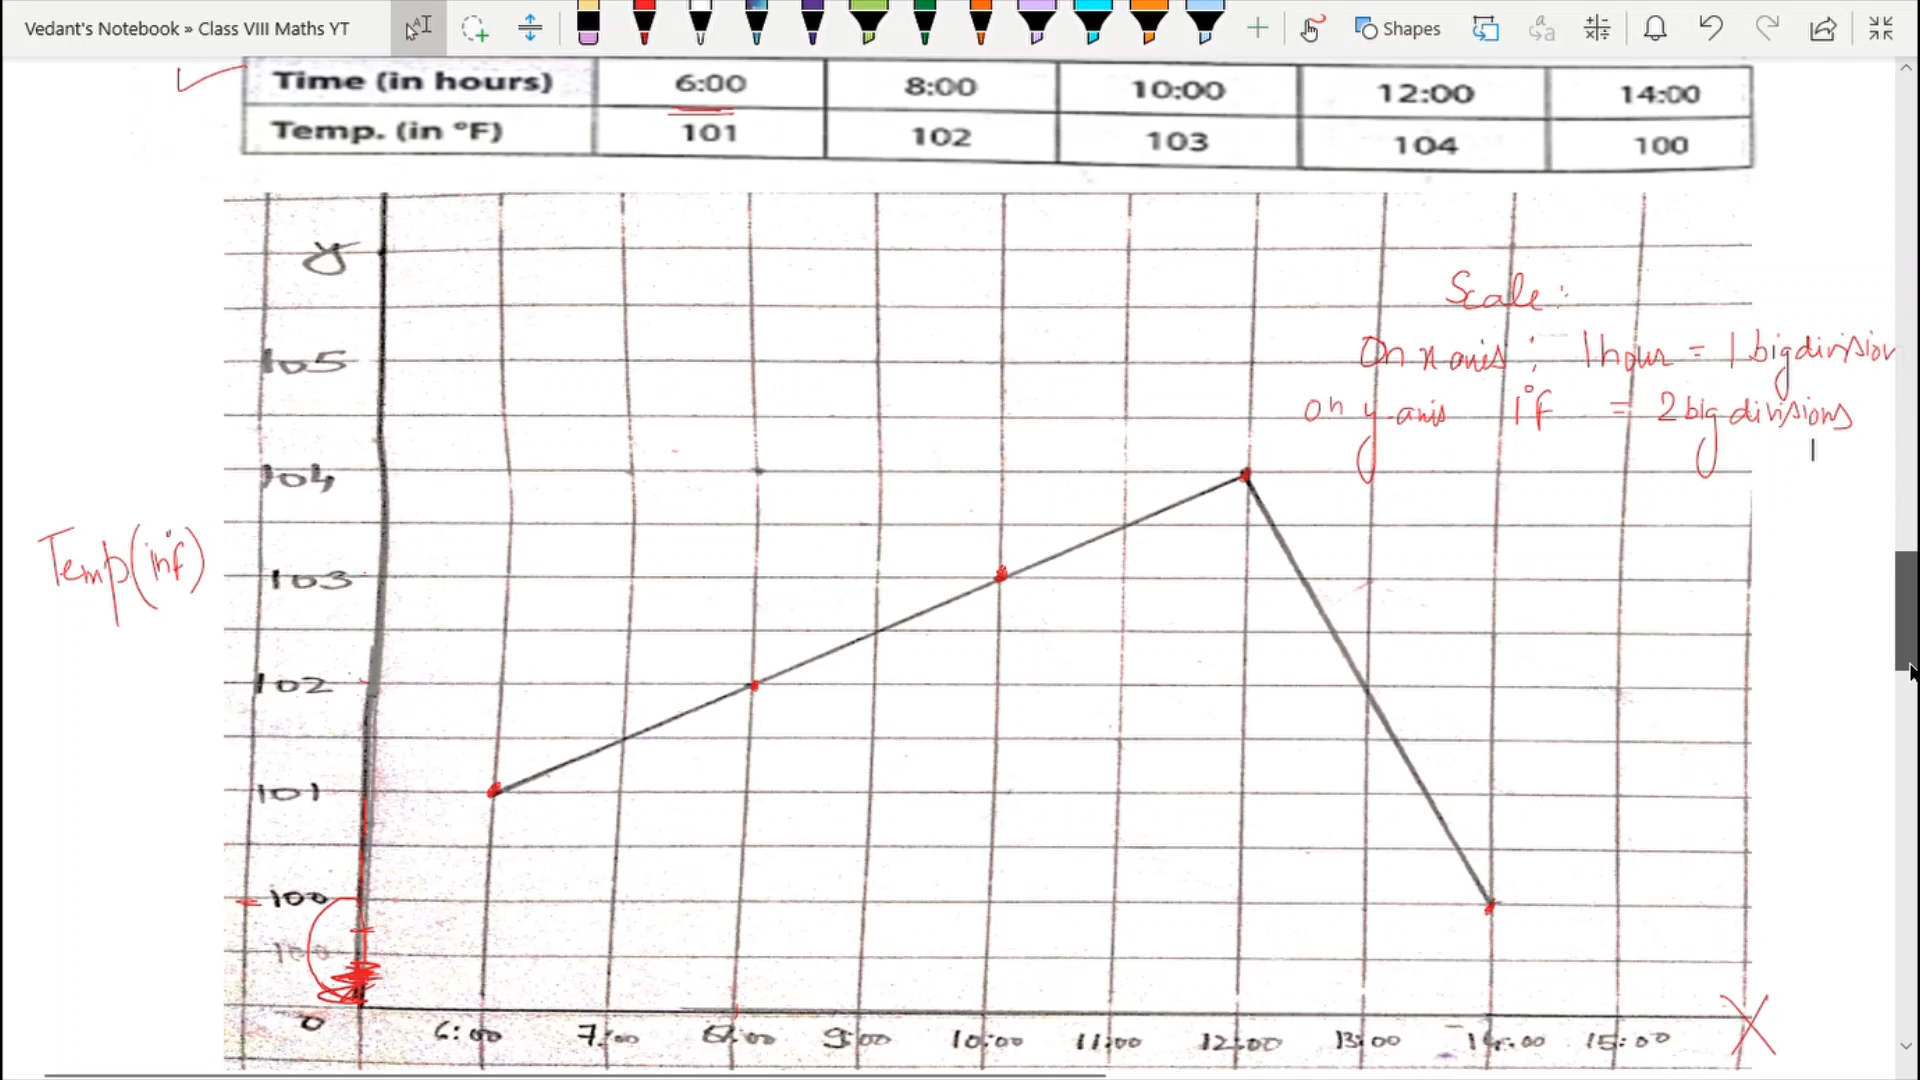 Vedant's Notebook » Class VIII Maths YT
Shapes
Time (in hours) 6:00 8:00 10:00 12:00 14:00
Temp. (in °F) 101 102 103 104 100
y
Scale :
105
On x axis : 1 hour = 1 big division
on y-axis 1°F = 2 big divisions
104
Temp (in °F)
103
102
101
100
100
0
6:00 7:00 8:00 9:00 10:00 11:00 12:00 13:00 14:00 15:00
X